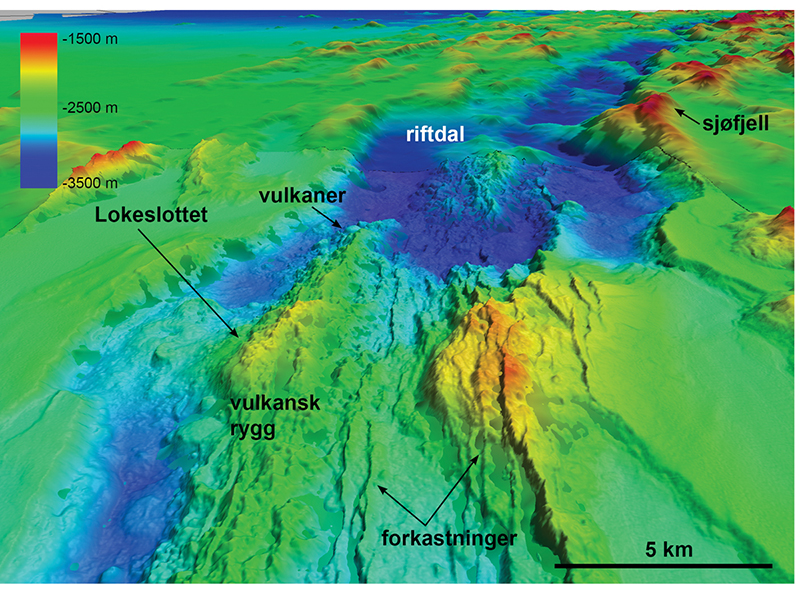 -1500 m
-2500 m
-3500 m
riftdal
sjøfjell
vulkaner
Lokeslottet
vulkansk
rygg
forkastninger
5 km